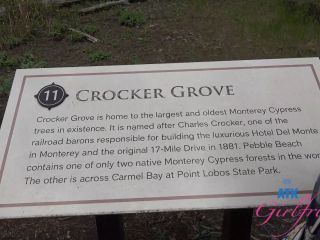 11 CROCKER GROVE
Crocker Grove is home to the largest and oldest Monterey Cypress
trees in existence. It is named after Charles Crocker, one of the
railroad barons responsible for building the luxurious Hotel Del Monte
in Monterey and the original 17-Mile Drive in 1881. Pebble Beach
contains one of only two native Monterey Cypress forests in the
The other is across Carmel Bay at Point Lobos State Park.
ATK
Girlfr